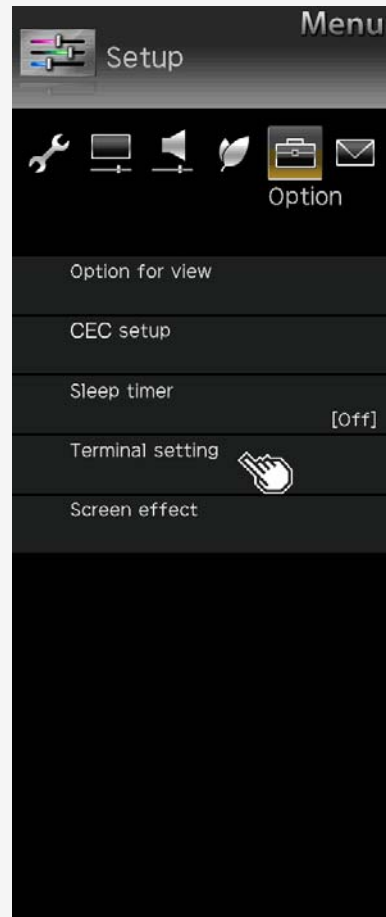 Menu
Setup
Option
Option for view
CEC setup
Sleep timer
[Off]
Terminal setting
Screen effect